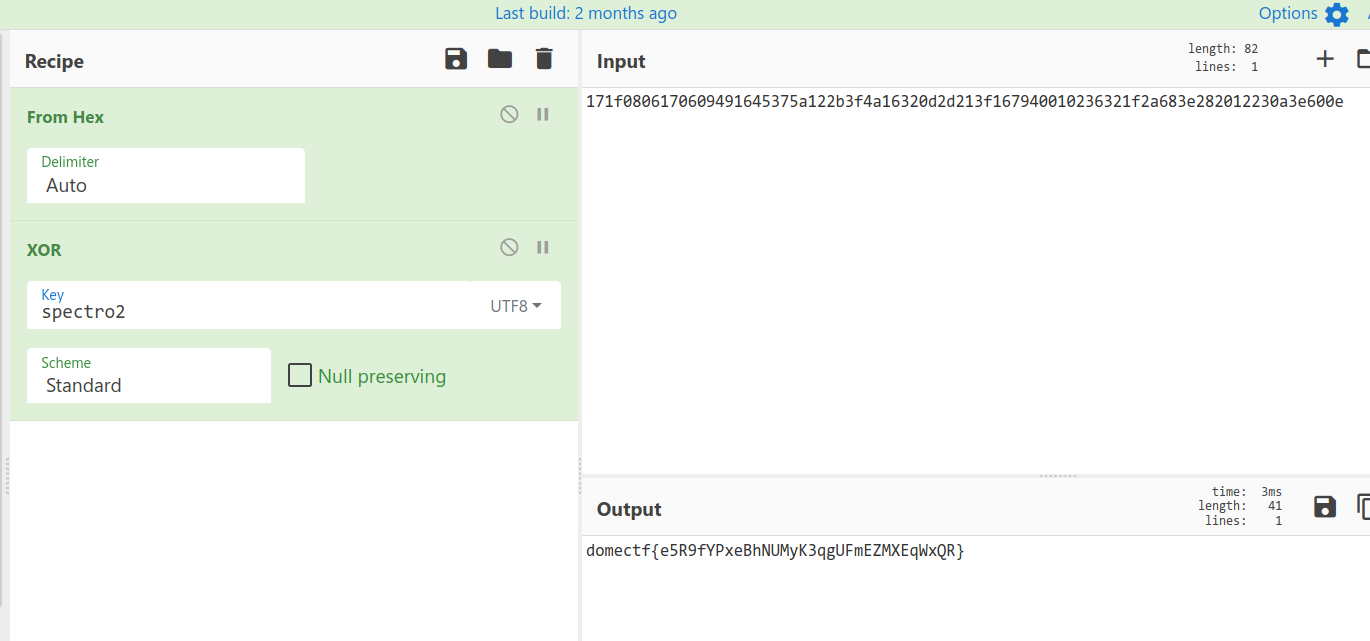 Last build: 2 months ago
Options
Recipe
From Hex
Delimiter
Auto
XOR
Key
spectro2
UTF8
Scheme
Standard
Null preserving
Input
length: 82
lines: 1
171f0806170609491645375a122b3f4a16320d2d213f167940010236321f2a683e282012230a3e600e
Output
time: 3ms
length: 41
lines: 1
domectf{e5R9fYPxeBhNUMyK3qgUFmEZMXEqWxQR}